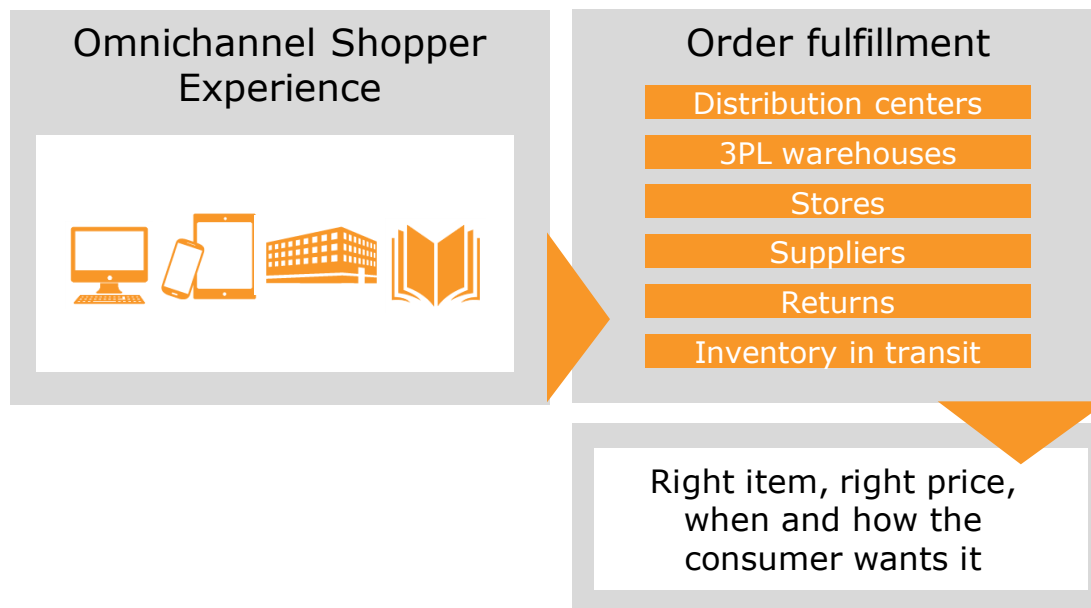 Omnichannel Shopper
Experience
Order fulfillment
Distribution centers
3PL warehouses
Stores
Suppliers
Returns
Inventory in transit
Right item, right price,
when and how the
consumer wants it